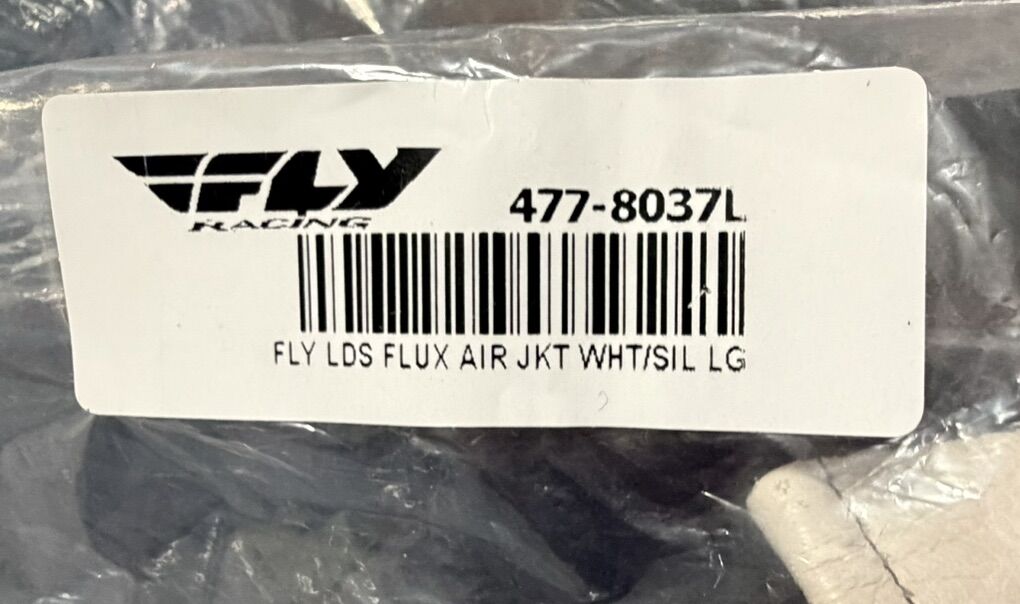 FLY
RACING
477-8037L
FLY LDS FLUX AIR JKT WHT/SIL LG